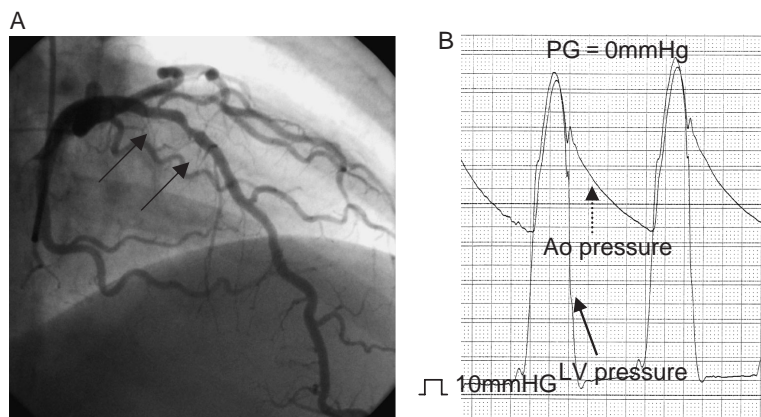 A
B
PG = 0mmHg
Ao pressure
LV pressure
10mmHG